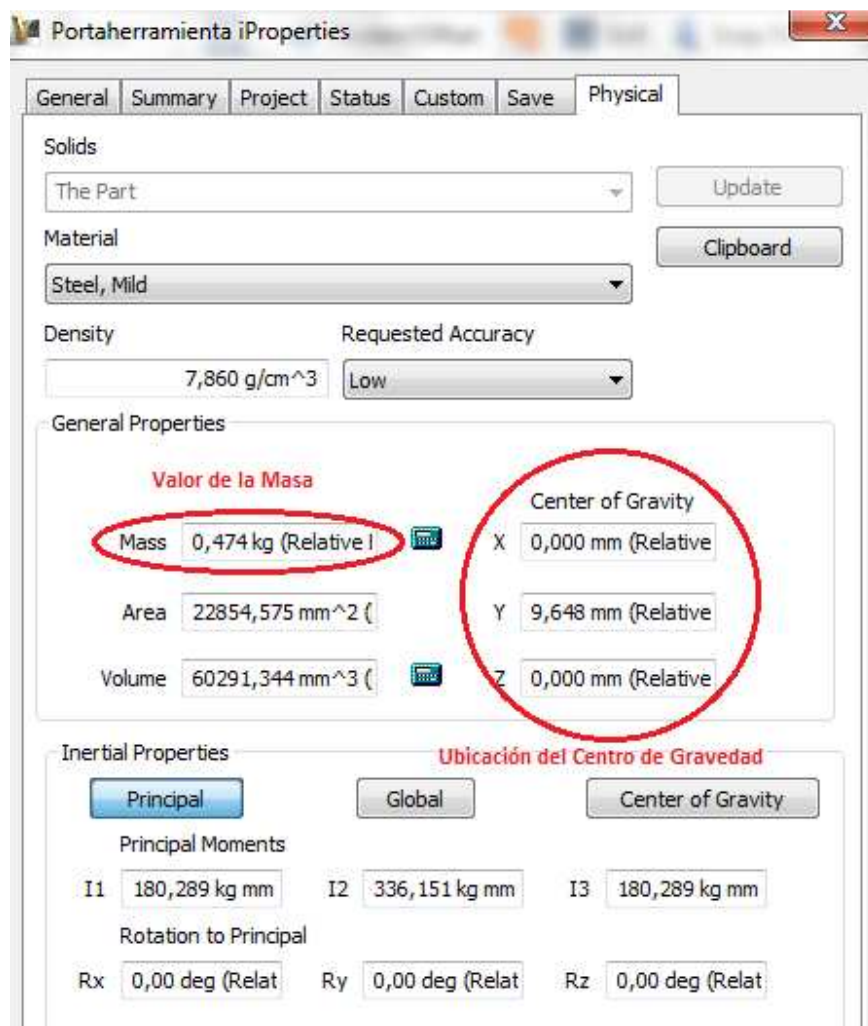 Portaherramienta iProperties
General Summary Project Status Custom Save Physical
Solids
The Part Update
Material Clipboard
Steel, Mild
Density Requested Accuracy
7,860 g/cm^3 Low
General Properties
Valor de la Masa
Center of Gravity
Mass 0,474 kg (Relative X 0,000 mm (Relative
Area 22854,575 mm^2 ( Y 9,648 mm (Relative
Volume 60291,344 mm^3 ( Z 0,000 mm (Relative
Inertial Properties Ubicación del Centro de Gravedad
Principal Global Center of Gravity
Principal Moments
I1 180,289 kg mm I2 336,151 kg mm I3 180,289 kg mm
Rotation to Principal
Rx 0,00 deg (Relat Ry 0,00 deg (Relat Rz 0,00 deg (Relat